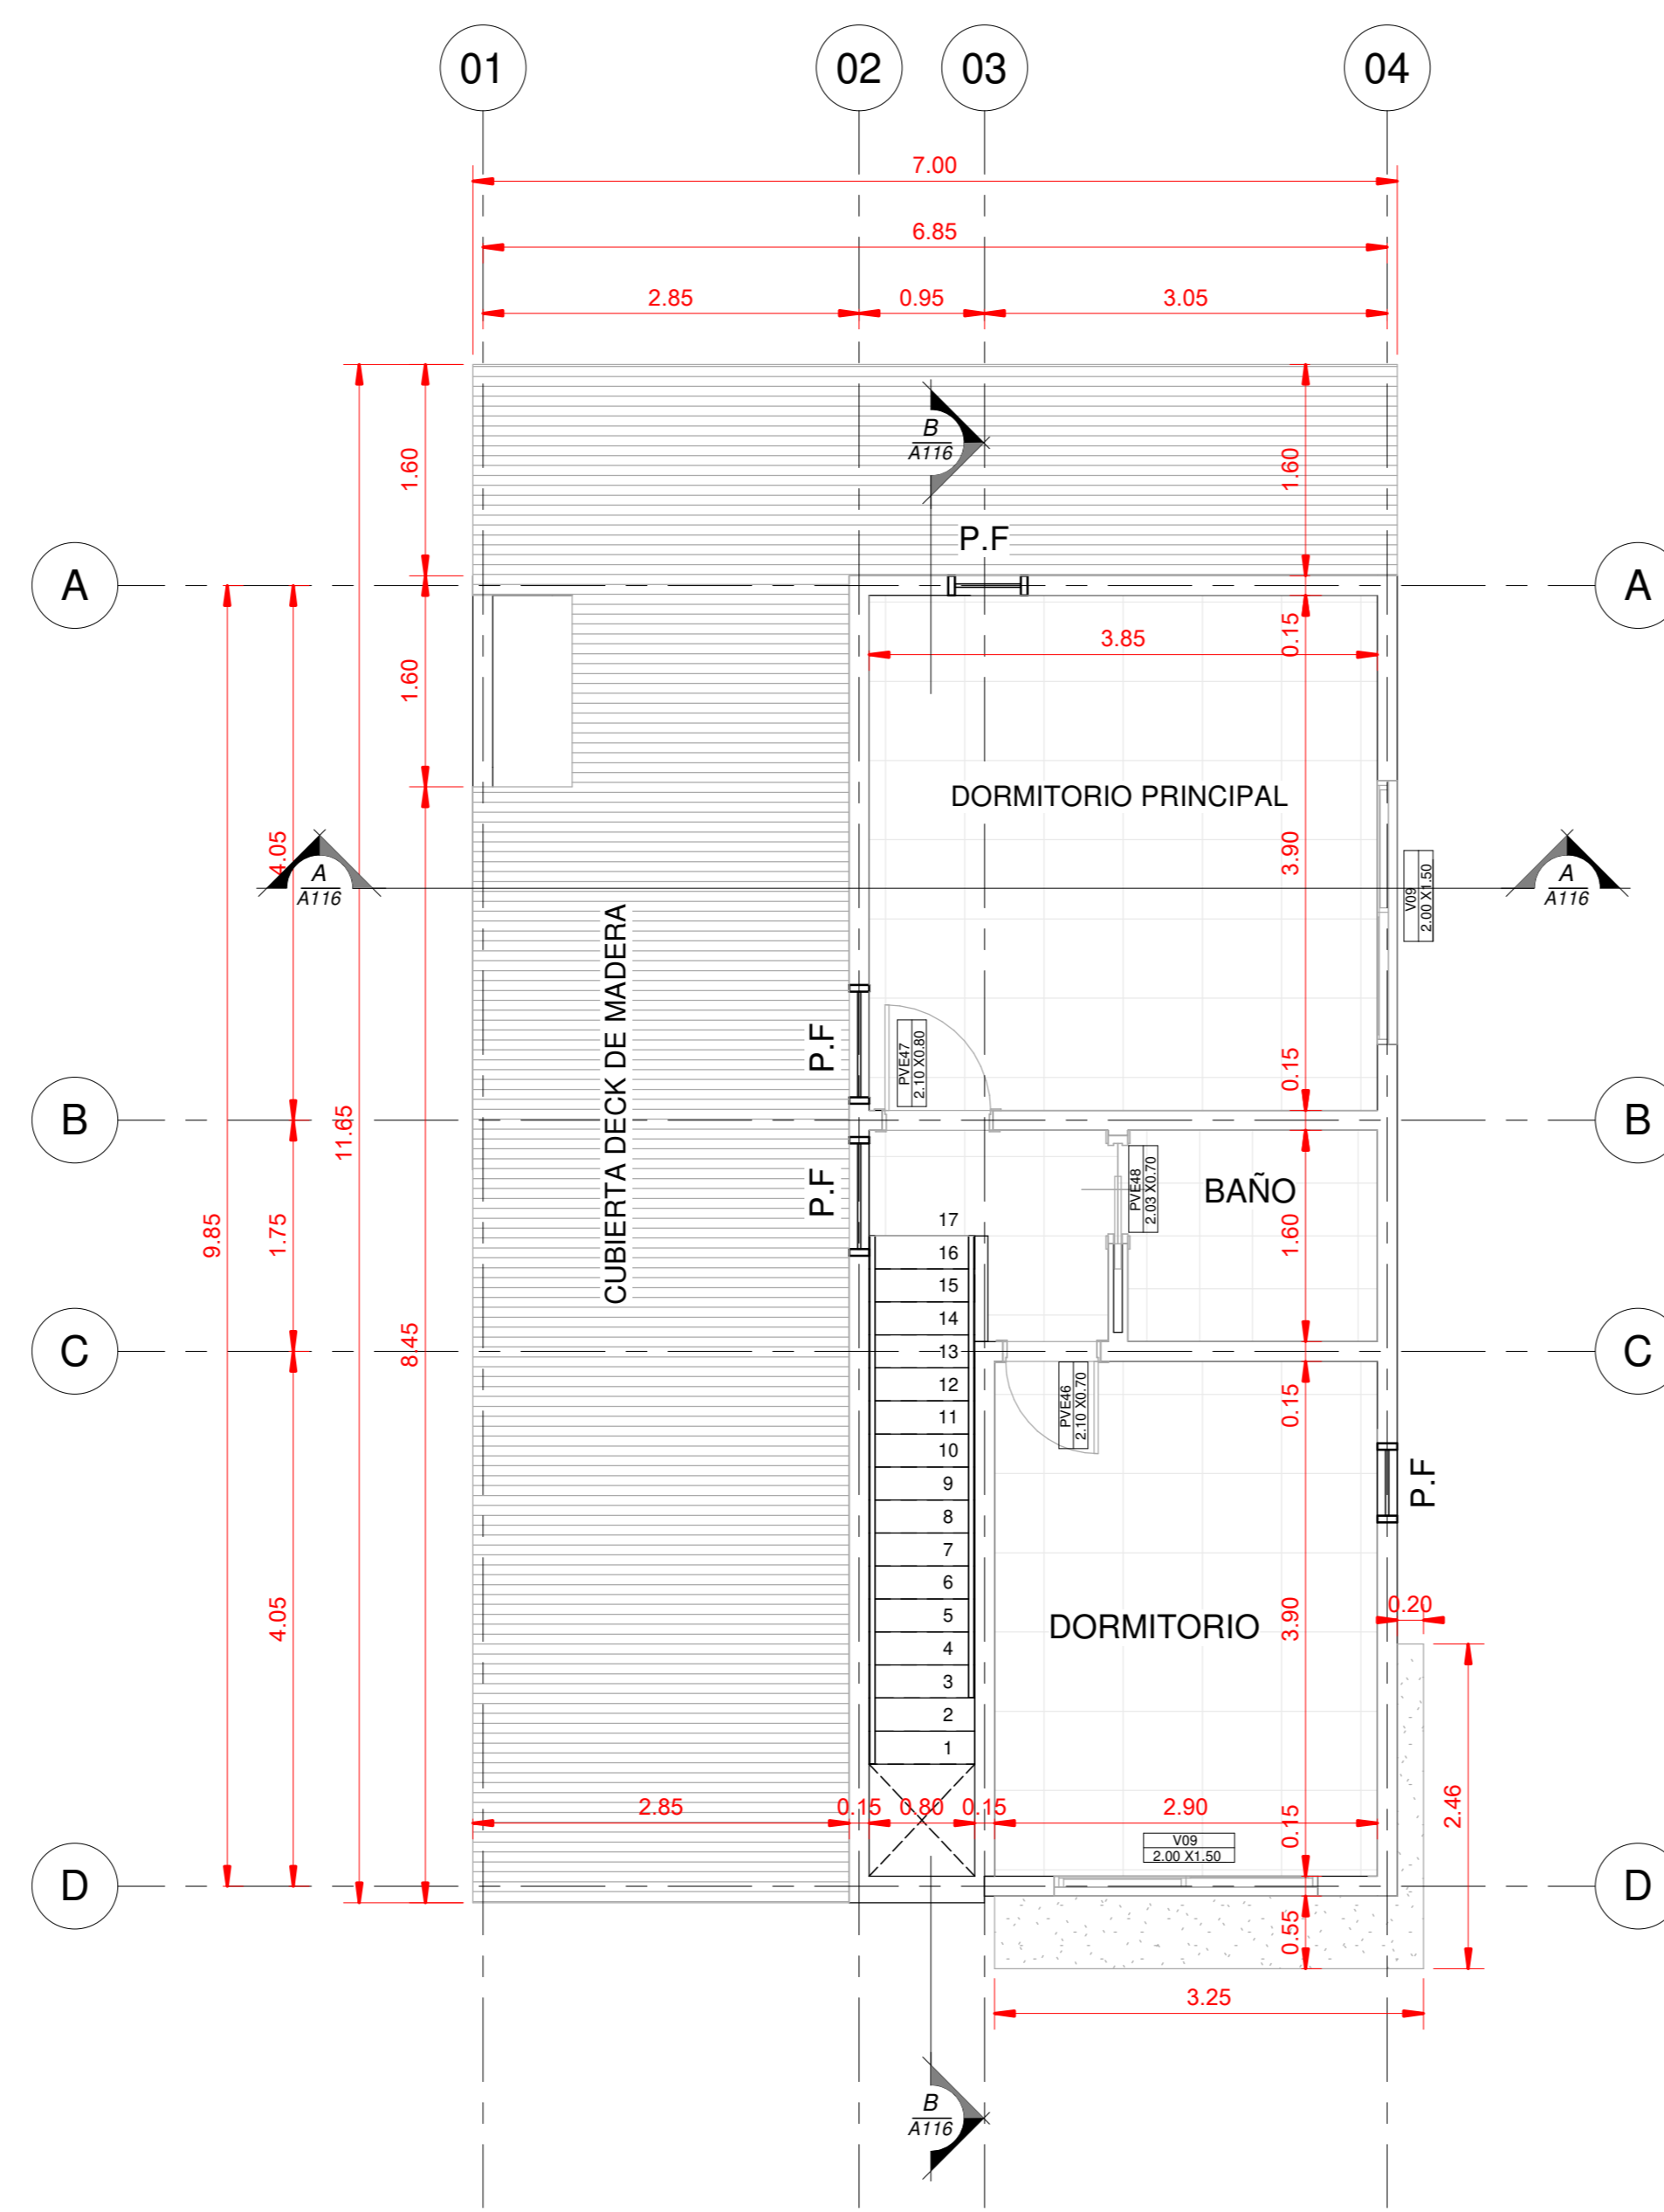 01 02 03 04
7.00
6.85
2.85 0.95 3.05
1.60
1.60
B
A116
P.F
A
A
0.15
3.85
1.60
DORMITORIO PRINCIPAL
4.05
3.90
A
A116
A
A116
V09
2.00 X1.50
CUBIERTA DECK DE MADERA
P.F
PVE47
2.10 X0.80
0.15
B
B
11.65
PVE48
2.03 X0.70
BAÑO
P.F
9.85
1.75
1.60
17
16
15
14
8.45
C
13
C
12
PVE46
2.10 X0.70
0.15
11
10
9
P.F
8
7
6
4.05
5
0.20
DORMITORIO
3.90
4
3
2
1
2.46
2.85 0.15 0.80 0.15 2.90
0.15
V09
2.00 X1.50
D
D
0.55
3.25
B
A116